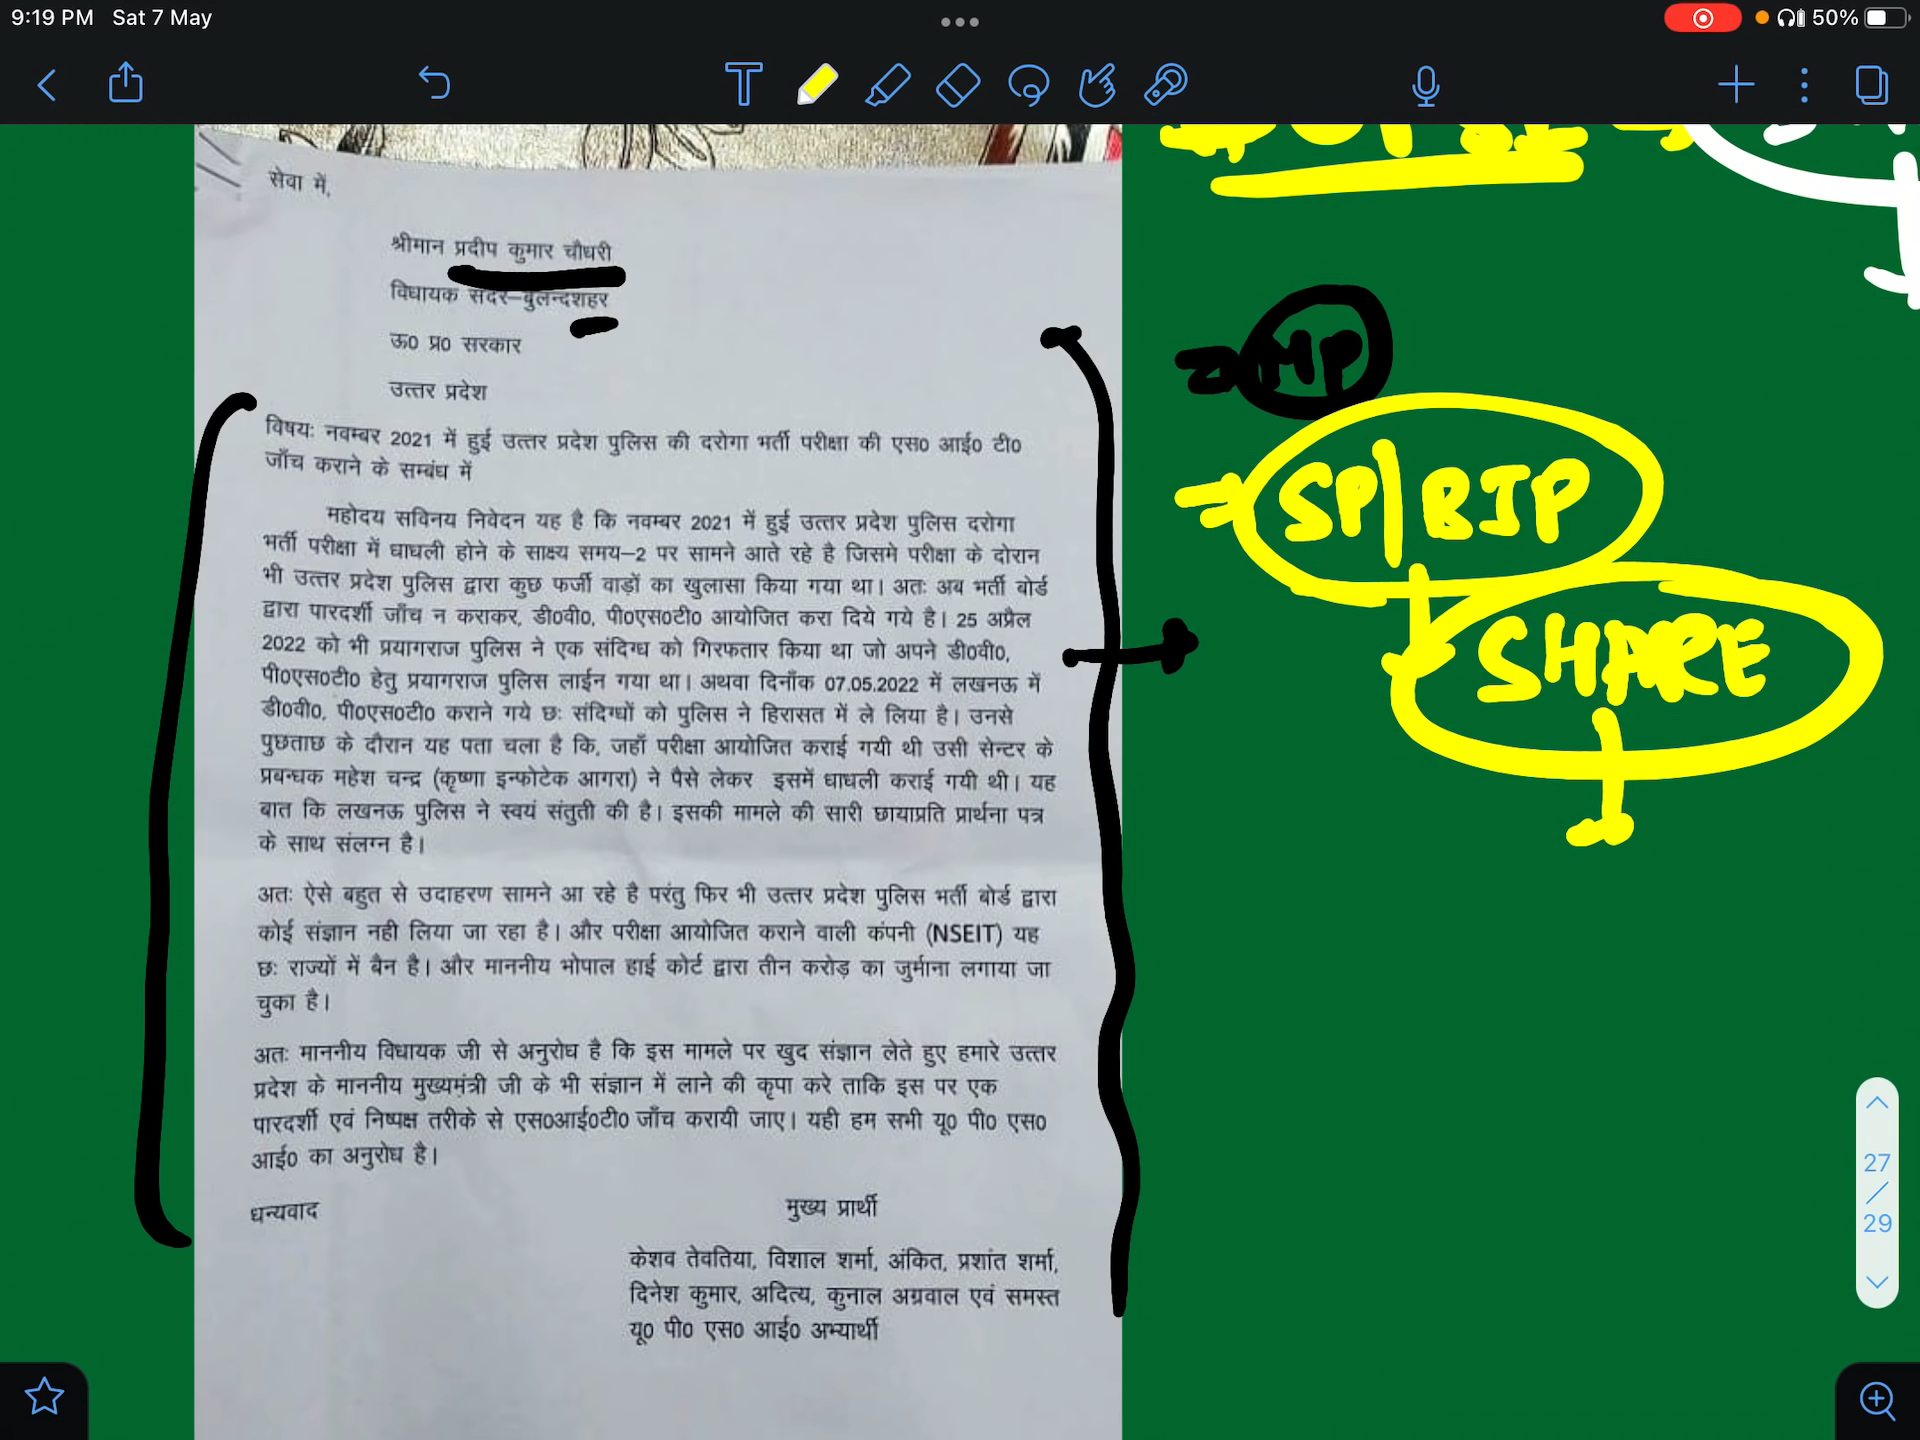 9:19 PM Sat 7 May
50%
सेवा में,
श्रीमान प्रदीप कुमार चौधरी
विधायक सदर–बुलन्दशहर
ऊ0 प्र0 सरकार
उत्तर प्रदेश
विषयः नवम्बर 2021 में हुई उत्तर प्रदेश पुलिस की दरोगा भर्ती परीक्षा की एस0 आई0 टी0
जाँच कराने के सम्बंध में
महोदय सविनय निवेदन यह है कि नवम्बर 2021 में हुई उत्तर प्रदेश पुलिस दरोगा
भर्ती परीक्षा में धाधली होने के साक्ष्य समय–2 पर सामने आते रहे है जिसमे परीक्षा के दोरान
भी उत्तर प्रदेश पुलिस द्वारा कुछ फर्जी वाड़ों का खुलासा किया गया था। अतः अब भर्ती बोर्ड
द्वारा पारदर्शी जाँच न कराकर, डी0वी0, पी0एस0टी0 आयोजित करा दिये गये है। 25 अप्रैल
2022 को भी प्रयागराज पुलिस ने एक संदिग्ध को गिरफतार किया था जो अपने डी0वी0,
पी0एस0टी0 हेतु प्रयागराज पुलिस लाईन गया था। अथवा दिनाँक 07.05.2022 में लखनऊ में
डी0वी0, पी0एस0टी0 कराने गये छः संदिग्धों को पुलिस ने हिरासत में ले लिया है। उनसे
पुछताछ के दौरान यह पता चला है कि, जहाँ परीक्षा आयोजित कराई गयी थी उसी सेन्टर के
प्रबन्धक महेश चन्द्र (कृष्णा इन्फोटेक आगरा) ने पैसे लेकर इसमें धाधली कराई गयी थी। यह
बात कि लखनऊ पुलिस ने स्वयं संतुती की है। इसकी मामले की सारी छायाप्रति प्रार्थना पत्र
के साथ संलग्न है।
अतः ऐसे बहुत से उदाहरण सामने आ रहे है परंतु फिर भी उत्तर प्रदेश पुलिस भर्ती बोर्ड द्वारा
कोई संज्ञान नही लिया जा रहा है। और परीक्षा आयोजित कराने वाली कंपनी (NSEIT) यह
छः राज्यों में बैन है। और माननीय भोपाल हाई कोर्ट द्वारा तीन करोड़ का जुर्माना लगाया जा
चुका है।
अतः माननीय विधायक जी से अनुरोध है कि इस मामले पर खुद संज्ञान लेते हुए हमारे उत्तर
प्रदेश के माननीय मुख्यमंत्री जी के भी संज्ञान में लाने की कृपा करे ताकि इस पर एक
पारदर्शी एवं निष्पक्ष तरीके से एस0आई0टी0 जाँच करायी जाए। यही हम सभी यू0 पी0 एस0
आई0 का अनुरोध है।
धन्यवाद
मुख्य प्रार्थी
केशव तेवतिया, विशाल शर्मा, अंकित, प्रशांत शर्मा,
दिनेश कुमार, अदित्य, कुनाल अग्रवाल एवं समस्त
यू0 पी0 एस0 आई0 अभ्यार्थी
MP
SP|BJP
SHARE
27
/
29